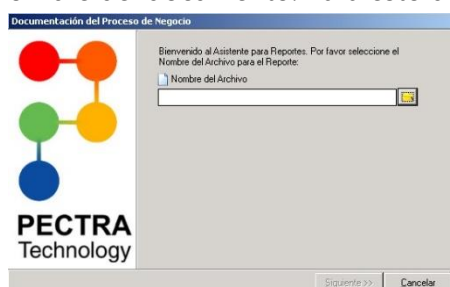 Documentación del Proceso de Negocio
Bienvenido al Asistente para Reportes. Por favor seleccione el
Nombre del Archivo para el Reporte:
Nombre del Archivo
PECTRA
Technology
Siguiente >> Cancelar